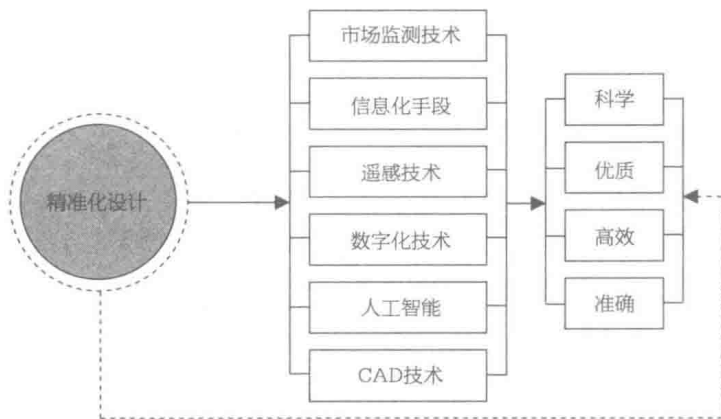 精准化设计
市场监测技术
信息化手段
遥感技术
数字化技术
人工智能
CAD技术
科学
优质
高效
准确